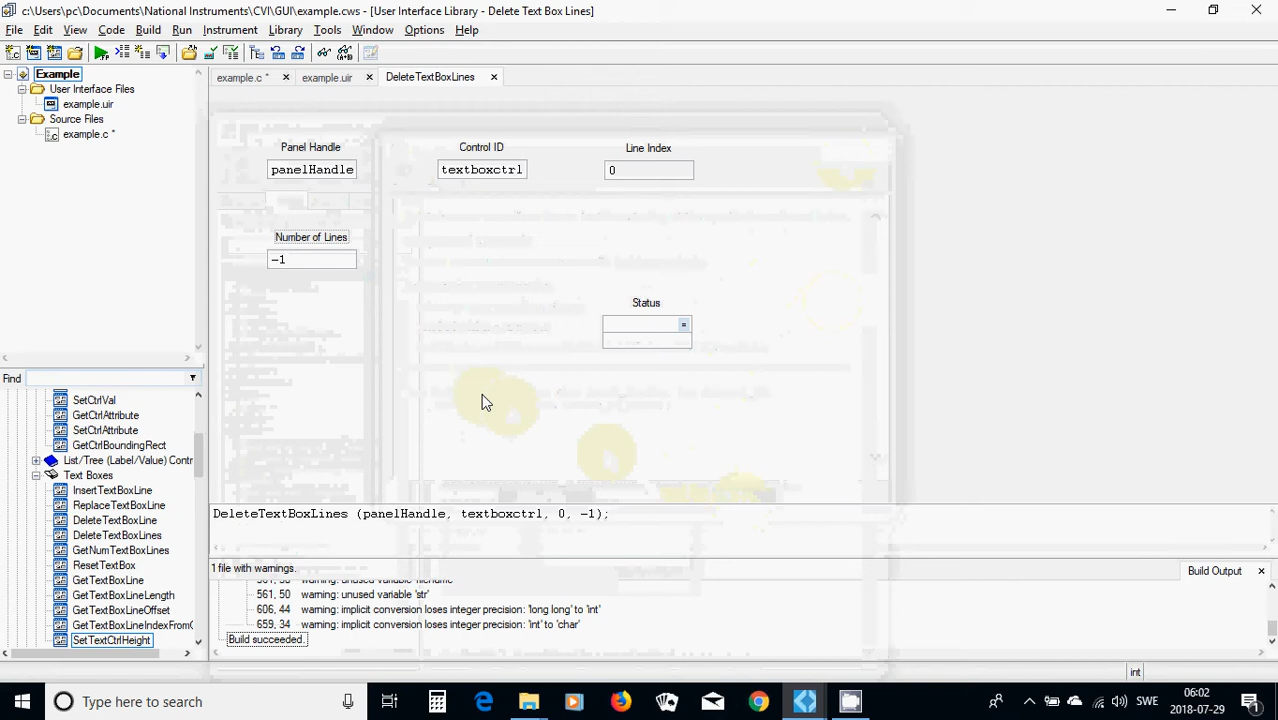 c:\Users\pc\Documents\National Instruments\CVI\GUI\example.cws - [User Interface Library - Delete Text Box Lines]
File Edit View Code Build Run Instrument Library Tools Window Options Help
Example
User Interface Files
example.uir
Source Files
example.c *
example.c * example.uir DeleteTextBoxLines
Panel Handle Control ID Line Index
panelHandle textboxctrl 0
Number of Lines
-1
Status
Find
SetCtrlVal
GetCtrlAttribute
SetCtrlAttribute
GetCtrlBoundingRect
List/Tree (Label/Value) Contr
Text Boxes
InsertTextBoxLine
ReplaceTextBoxLine
DeleteTextBoxLine
DeleteTextBoxLines
GetNumTextBoxLines
ResetTextBox
GetTextBoxLine
GetTextBoxLineLength
GetTextBoxLineOffset
GetTextBoxLineIndexFromC
SetTextCtrlHeight
DeleteTextBoxLines (panelHandle, textboxctrl, 0, -1);
1 file with warnings. Build Output
561, 50 warning: unused variable 'str'
606, 44 warning: implicit conversion loses integer precision: 'long long' to 'int'
659, 34 warning: implicit conversion loses integer precision: 'int' to 'char'
Build succeeded.
int
Type here to search
SWE
06:02
2018-07-29
1